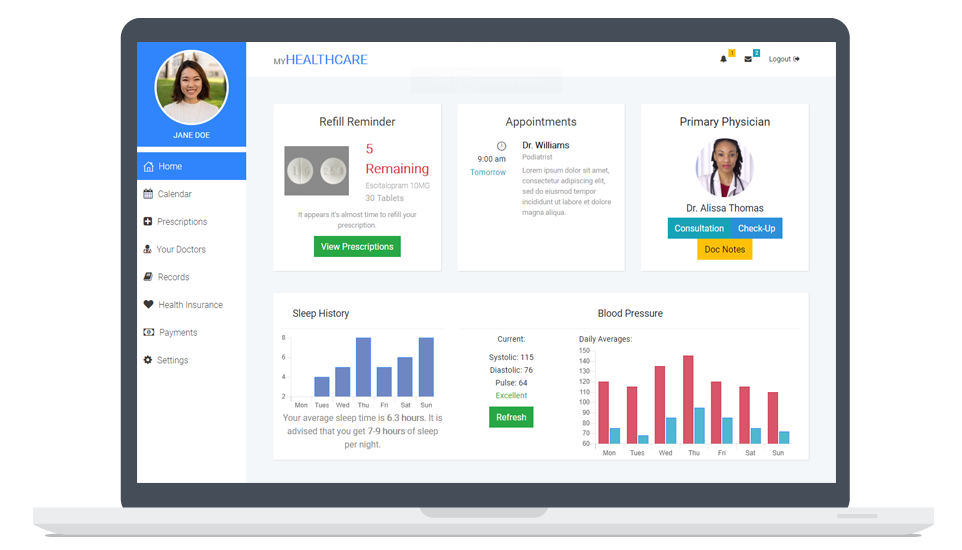 MYHEALTHCARE
1
2
Logout
JANE DOE
Home
Calendar
Prescriptions
Your Doctors
Records
Health Insurance
Payments
Settings
Refill Reminder
5
Remaining
Escitalopram 10MG
30 Tablets
It appears it's almost time to refill your
prescription.
View Prescriptions
Appointments
9:00 am
Tomorrow
Dr. Williams
Podiatrist
Lorem ipsum dolor sit amet,
consectetur adipiscing elit,
sed do eiusmod tempor
incididunt ut labore et dolore
magna aliqua.
Primary Physician
Dr. Alissa Thomas
Consultation Check-Up
Doc Notes
Sleep History
8
6
4
2
Mon Tues Wed Thu Fri Sat Sun
Your average sleep time is 6.3 hours. It is
advised that you get 7-9 hours of sleep
per night.
Blood Pressure
Current:
Systolic: 115
Diastolic: 76
Pulse: 64
Excellent
Refresh
Daily Averages:
150
140
130
120
110
100
90
80
70
60
Mon Tues Wed Thu Fri Sat Sun